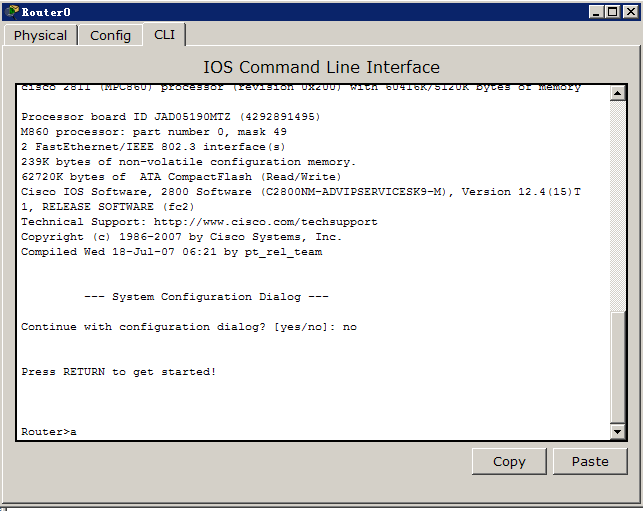 Router0
Physical Config CLI
IOS Command Line Interface
cisco 2811 (MPC860) processor (revision 0x200) with 60416K/5120K bytes of memory
Processor board ID JAD05190MTZ (4292891495)
M860 processor: part number 0, mask 49
2 FastEthernet/IEEE 802.3 interface(s)
239K bytes of non-volatile configuration memory.
62720K bytes of  ATA CompactFlash (Read/Write)
Cisco IOS Software, 2800 Software (C2800NM-ADVIPSERVICESK9-M), Version 12.4(15)T
1, RELEASE SOFTWARE (fc2)
Technical Support: http://www.cisco.com/techsupport
Copyright (c) 1986-2007 by Cisco Systems, Inc.
Compiled Wed 18-Jul-07 06:21 by pt_rel_team
--- System Configuration Dialog ---
Continue with configuration dialog? [yes/no]: no
Press RETURN to get started!
Router>a
Copy Paste